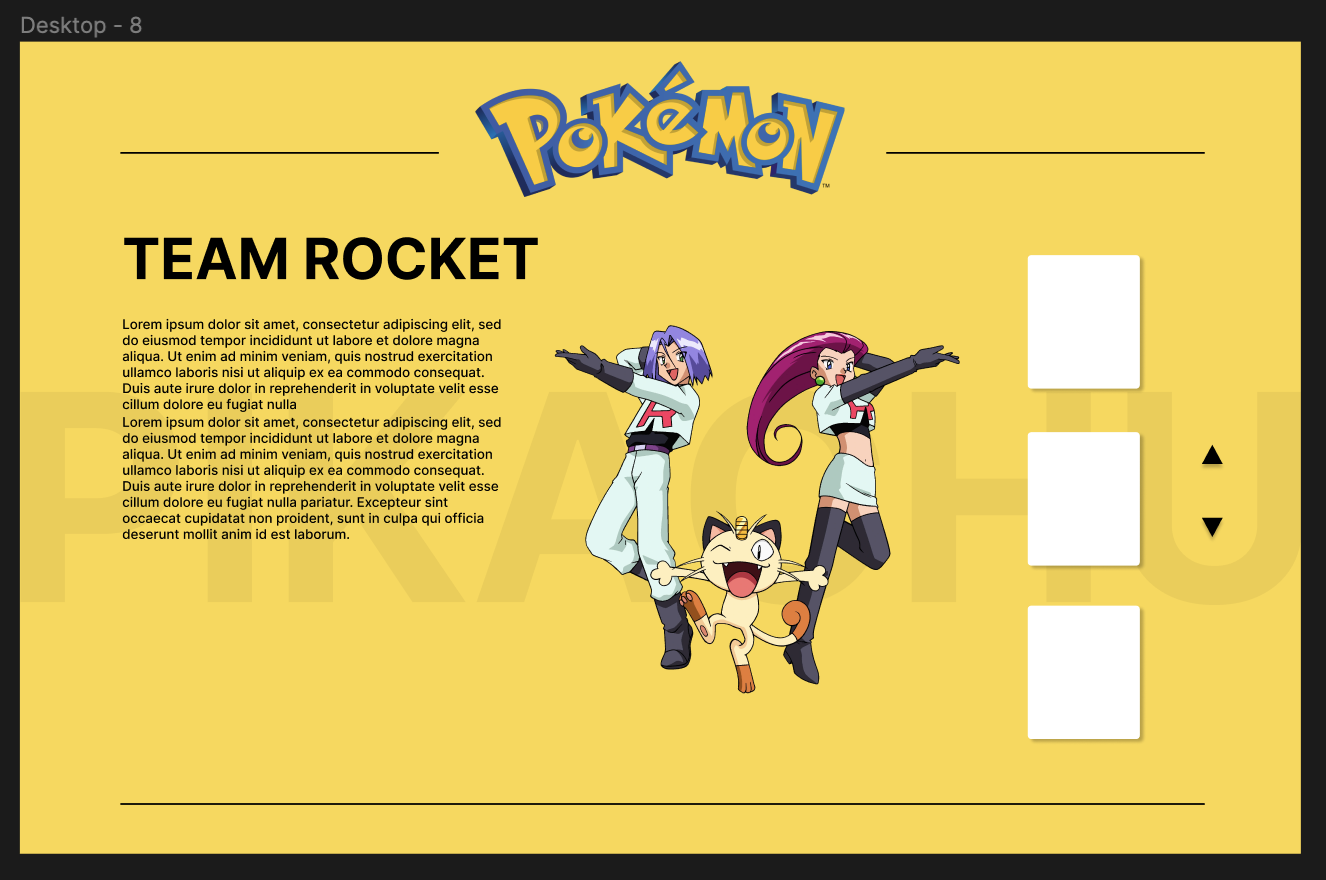 Desktop - 8
Pokémon
TM
TEAM ROCKET
Lorem ipsum dolor sit amet, consectetur adipiscing elit, sed
do eiusmod tempor incididunt ut labore et dolore magna
aliqua. Ut enim ad minim veniam, quis nostrud exercitation
ullamco laboris nisi ut aliquip ex ea commodo consequat.
Duis aute irure dolor in reprehenderit in voluptate velit esse
cillum dolore eu fugiat nulla
Lorem ipsum dolor sit amet, consectetur adipiscing elit, sed
do eiusmod tempor incididunt ut labore et dolore magna
aliqua. Ut enim ad minim veniam, quis nostrud exercitation
ullamco laboris nisi ut aliquip ex ea commodo consequat.
Duis aute irure dolor in reprehenderit in voluptate velit esse
cillum dolore eu fugiat nulla pariatur. Excepteur sint
occaecat cupidatat non proident, sunt in culpa qui officia
deserunt mollit anim id est laborum.
PIKACHU
R
R